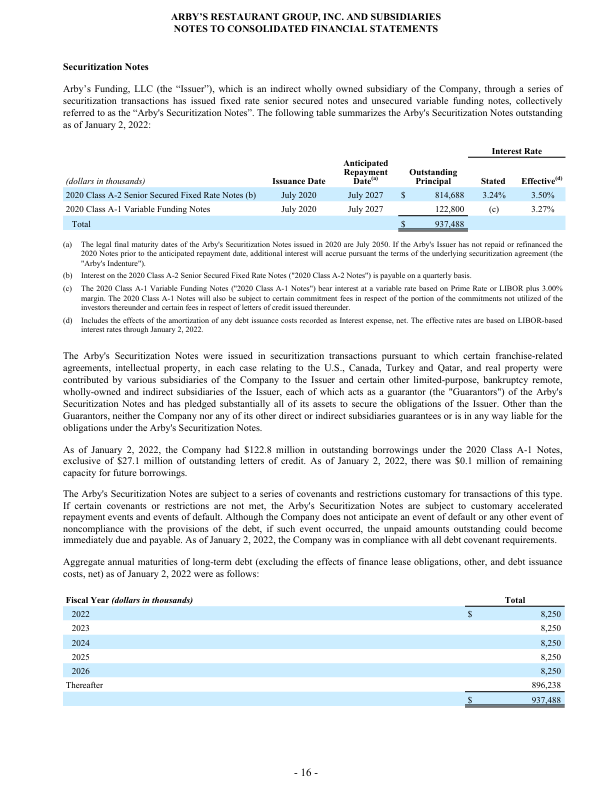 ARBY'S RESTAURANT GROUP, INC. AND SUBSIDIARIES
NOTES TO CONSOLIDATED FINANCIAL STATEMENTS
Securitization Notes
Arby's Funding, LLC (the “Issuer”), which is an indirect wholly owned subsidiary of the Company, through a series of
securitization transactions has issued fixed rate senior secured notes and unsecured variable funding notes, collectively
referred to as the “Arby's Securitization Notes”. The following table summarizes the Arby's Securitization Notes outstanding
as of January 2, 2022:
Interest Rate
(dollars in thousands) Issuance Date Anticipated Repayment Date(a) Outstanding Principal Stated Effective(d)
2020 Class A-2 Senior Secured Fixed Rate Notes (b) July 2020 July 2027 $ 814,688 3.24% 3.50%
2020 Class A-1 Variable Funding Notes July 2020 July 2027 122,800 (c) 3.27%
Total $ 937,488
(a) The legal final maturity dates of the Arby's Securitization Notes issued in 2020 are July 2050. If the Arby's Issuer has not repaid or refinanced the
2020 Notes prior to the anticipated repayment date, additional interest will accrue pursuant to the terms of the underlying securitization agreement (the
"Arby's Indenture").
(b) Interest on the 2020 Class A-2 Senior Secured Fixed Rate Notes ("2020 Class A-2 Notes") is payable on a quarterly basis.
(c) The 2020 Class A-1 Variable Funding Notes ("2020 Class A-1 Notes") bear interest at a variable rate based on Prime Rate or LIBOR plus 3.00%
margin. The 2020 Class A-1 Notes will also be subject to certain commitment fees in respect of the portion of the commitments not utilized of the
investors thereunder and certain fees in respect of letters of credit issued thereunder.
(d) Includes the effects of the amortization of any debt issuance costs recorded as Interest expense, net. The effective rates are based on LIBOR-based
interest rates through January 2, 2022.
The Arby's Securitization Notes were issued in securitization transactions pursuant to which certain franchise-related
agreements, intellectual property, in each case relating to the U.S., Canada, Turkey and Qatar, and real property were
contributed by various subsidiaries of the Company to the Issuer and certain other limited-purpose, bankruptcy remote,
wholly-owned and indirect subsidiaries of the Issuer, each of which acts as a guarantor (the "Guarantors") of the Arby's
Securitization Notes and has pledged substantially all of its assets to secure the obligations of the Issuer. Other than the
Guarantors, neither the Company nor any of its other direct or indirect subsidiaries guarantees or is in any way liable for the
obligations under the Arby's Securitization Notes.
As of January 2, 2022, the Company had $122.8 million in outstanding borrowings under the 2020 Class A-1 Notes,
exclusive of $27.1 million of outstanding letters of credit. As of January 2, 2022, there was $0.1 million of remaining
capacity for future borrowings.
The Arby's Securitization Notes are subject to a series of covenants and restrictions customary for transactions of this type.
If certain covenants or restrictions are not met, the Arby's Securitization Notes are subject to customary accelerated
repayment events and events of default. Although the Company does not anticipate an event of default or any other event of
noncompliance with the provisions of the debt, if such event occurred, the unpaid amounts outstanding could become
immediately due and payable. As of January 2, 2022, the Company was in compliance with all debt covenant requirements.
Aggregate annual maturities of long-term debt (excluding the effects of finance lease obligations, other, and debt issuance
costs, net) as of January 2, 2022 were as follows:
Fiscal Year (dollars in thousands) Total
2022 $ 8,250
2023 8,250
2024 8,250
2025 8,250
2026 8,250
Thereafter 896,238
$ 937,488
- 16 -